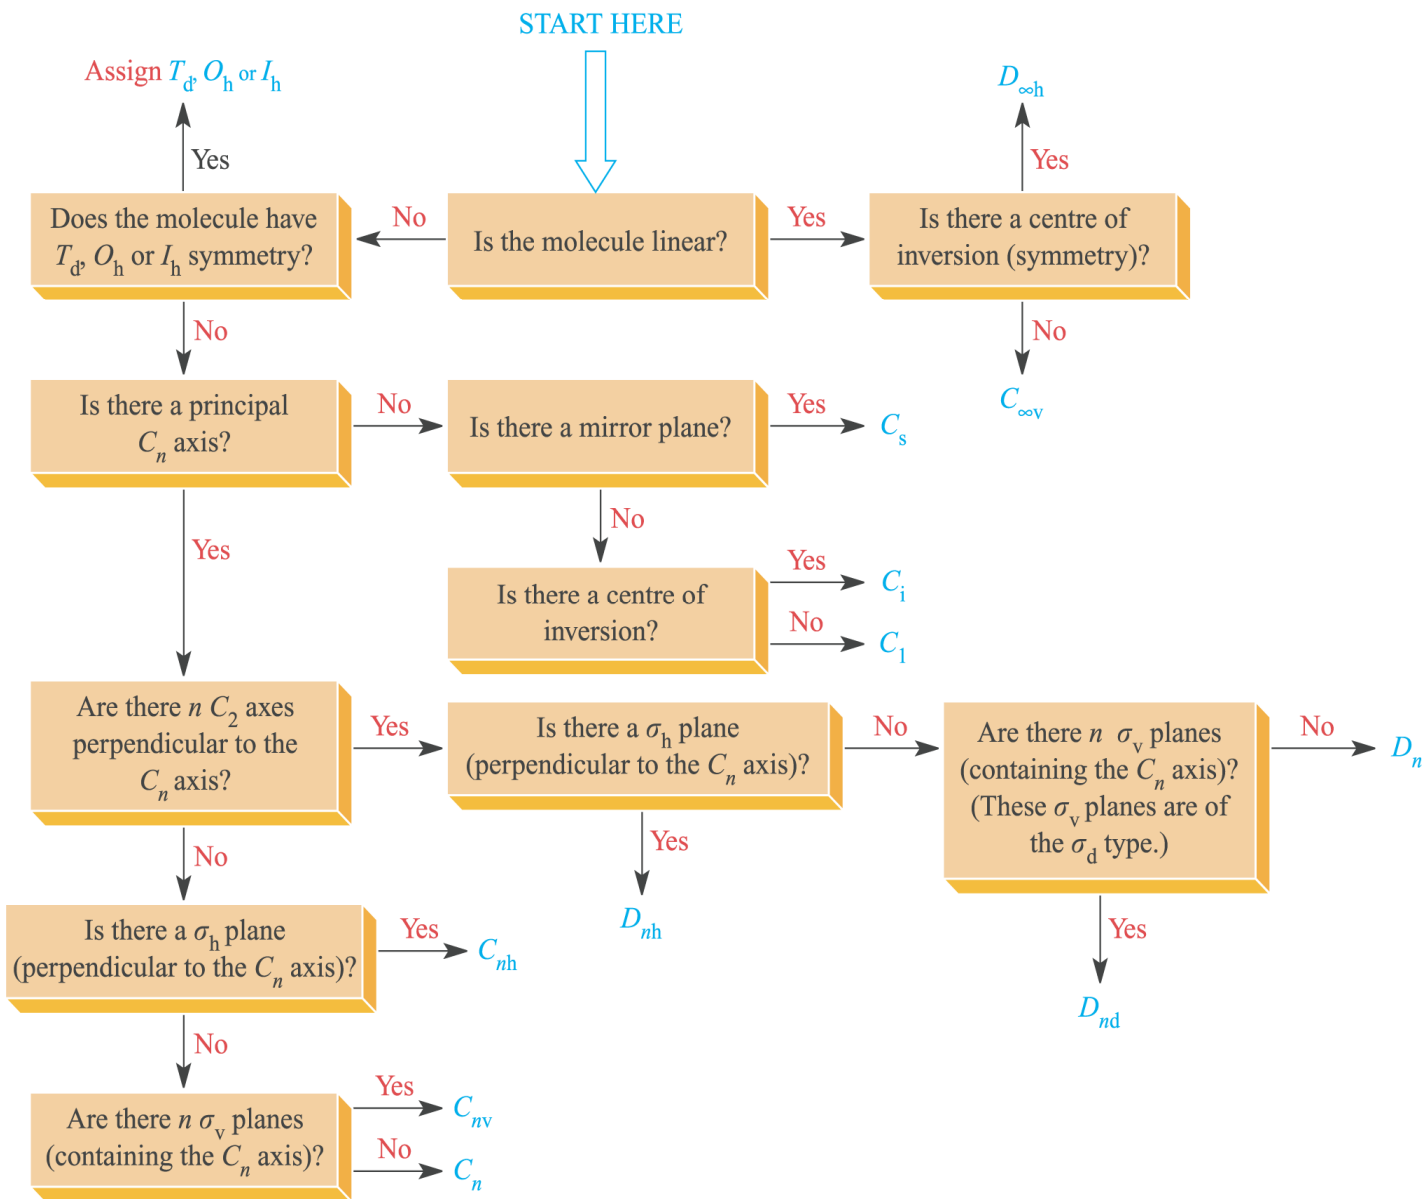 START HERE
Assign Td, Oh or Ih
D∞h
Yes
Yes
Does the molecule have
Td, Oh or Ih symmetry?
No
Is the molecule linear?
Yes
Is there a centre of
inversion (symmetry)?
No
No
C∞v
Is there a principal
Cn axis?
No
Is there a mirror plane?
Yes
Cs
No
Yes
Is there a centre of
inversion?
Yes
Ci
No
C1
Are there n C2 axes
perpendicular to the
Cn axis?
Yes
Is there a σh plane
(perpendicular to the Cn axis)?
No
Are there n σv planes
(containing the Cn axis)?
(These σv planes are of
the σd type.)
No
Dn
Yes
Dnh
Yes
Dnd
No
Is there a σh plane
(perpendicular to the Cn axis)?
Yes
Cnh
No
Are there n σv planes
(containing the Cn axis)?
Yes
Cnv
No
Cn